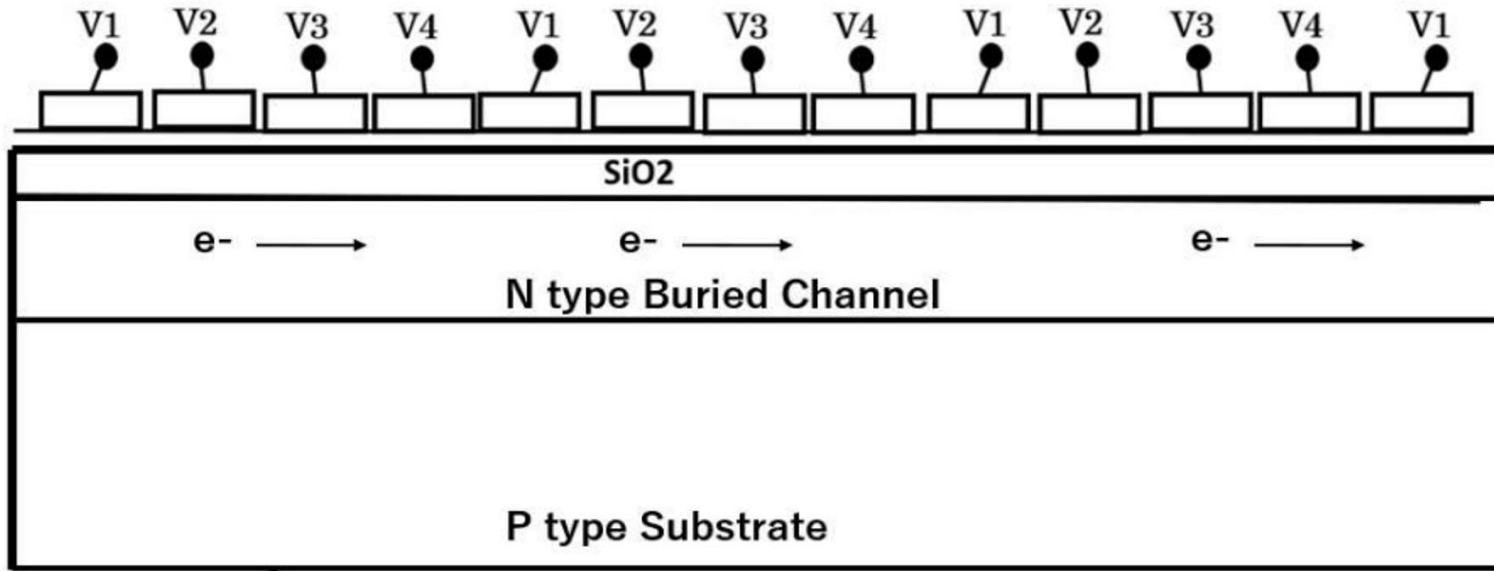 V1 V2 V3 V4 V1 V2 V3 V4 V1 V2 V3 V4 V1
SiO2
e- e- e-
N type Buried Channel
P type Substrate